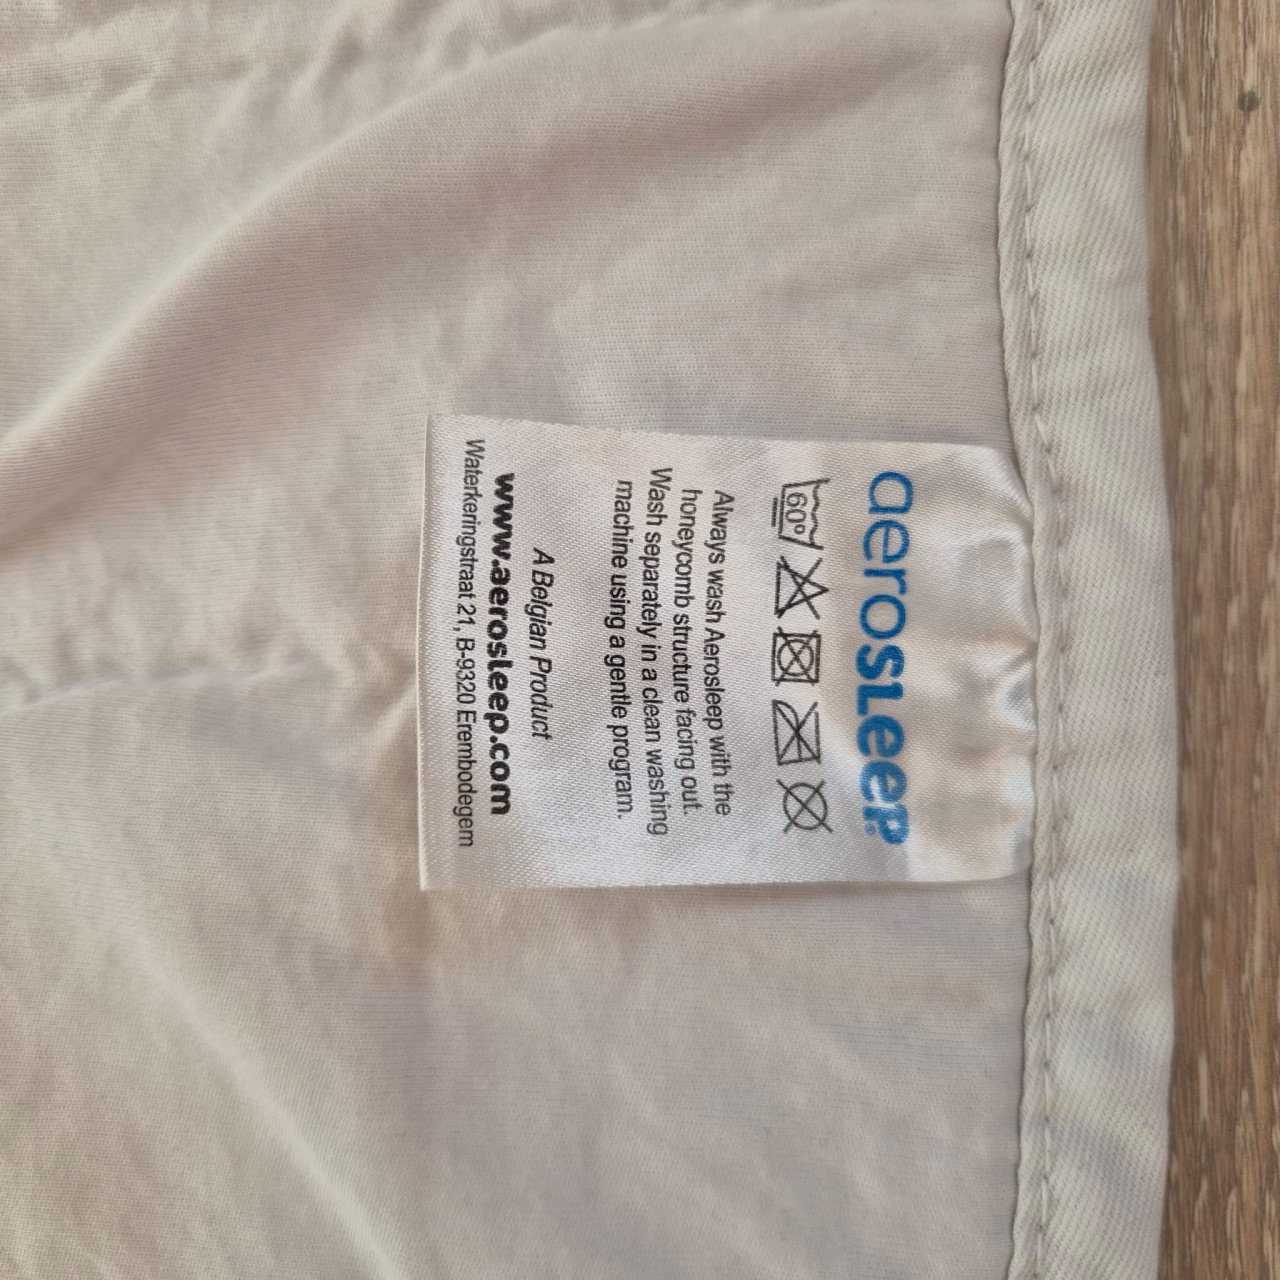 aerosleep®
60°
Always wash Aerosleep with the
honeycomb structure facing out.
Wash separately in a clean washing
machine using a gentle program.
A Belgian Product
www.aerosleep.com
Waterkeringstraat 21, B-9320 Erembodegem